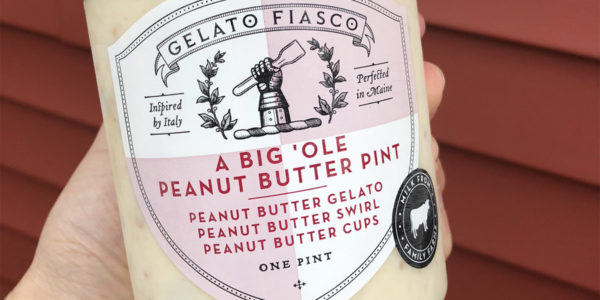 GELATO FIASCO
Inspired
by Italy
Perfected
in Maine
A BIG 'OLE
PEANUT BUTTER PINT
PEANUT BUTTER GELATO
PEANUT BUTTER SWIRL
PEANUT BUTTER CUPS
ONE PINT
MILK FROM
FAMILY FARMS